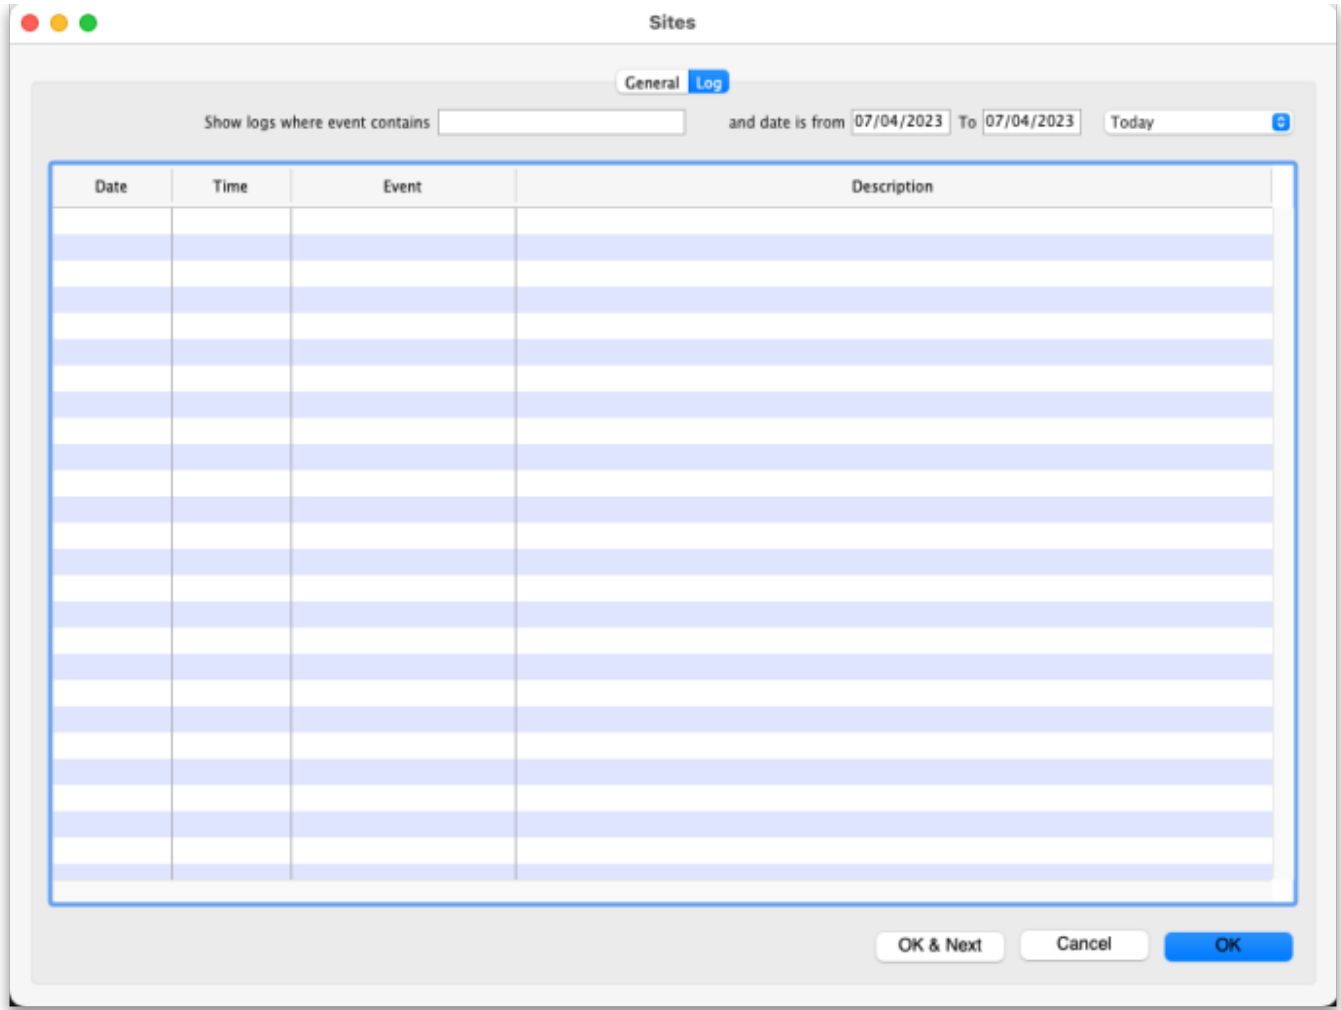 Sites
General Log
Show logs where event contains and date is from 07/04/2023 To 07/04/2023 Today
Date Time Event Description
OK & Next Cancel OK